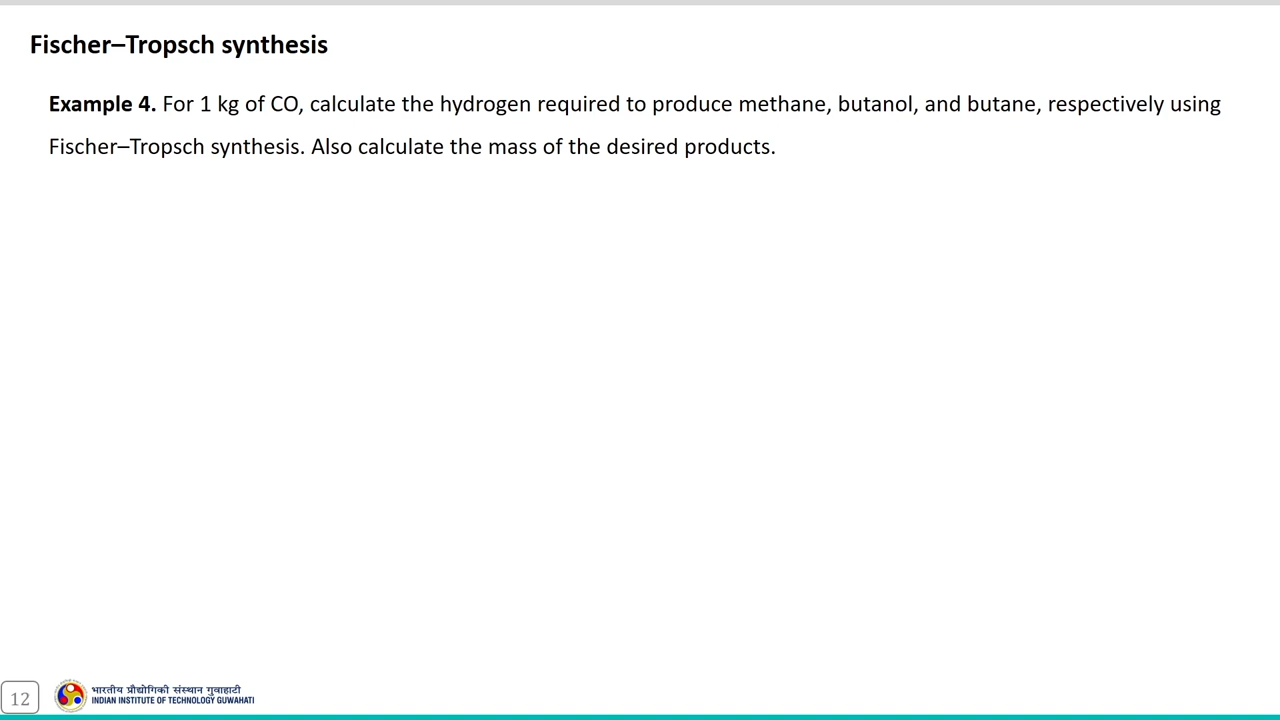 Fischer–Tropsch synthesis
Example 4. For 1 kg of CO, calculate the hydrogen required to produce methane, butanol, and butane, respectively using
Fischer–Tropsch synthesis. Also calculate the mass of the desired products.
12
भारतीय प्रौद्योगिकी संस्थान गुवाहाटी
INDIAN INSTITUTE OF TECHNOLOGY GUWAHATI